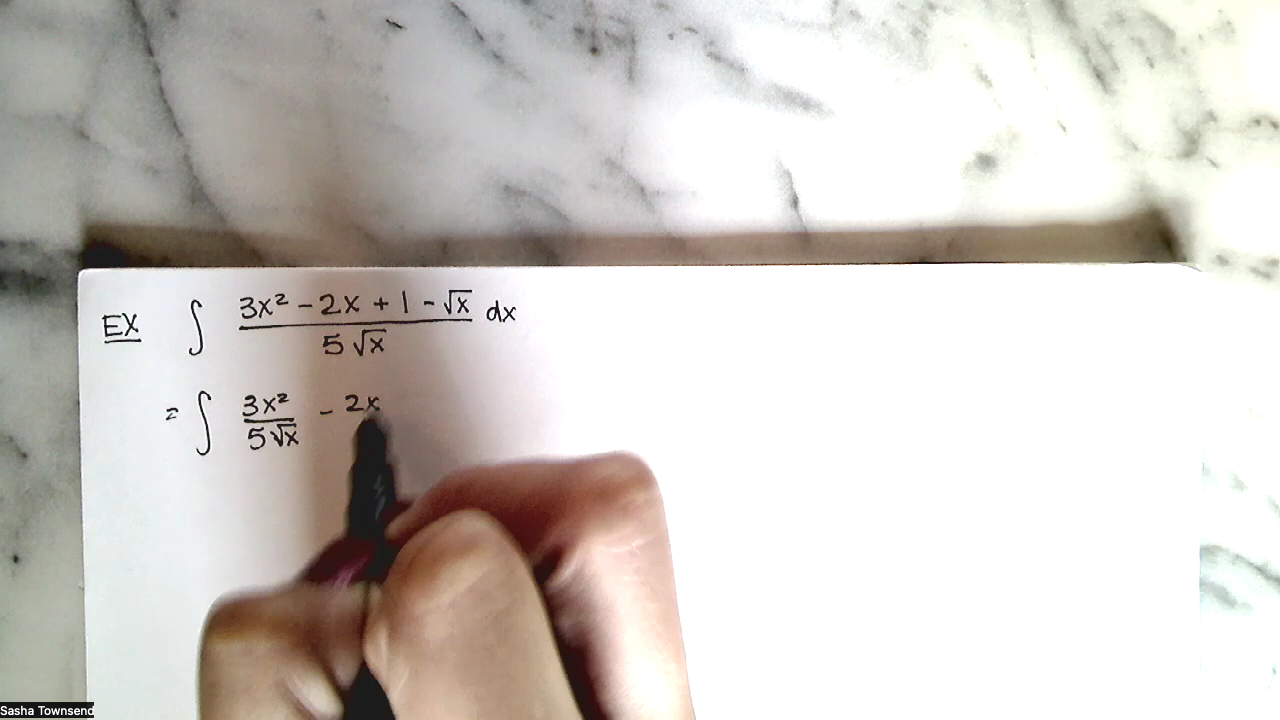 EX ∫ (3x² - 2x + 1 - √x) / (5√x) dx
= ∫ 3x² / (5√x) - 2x
Sasha Townsend